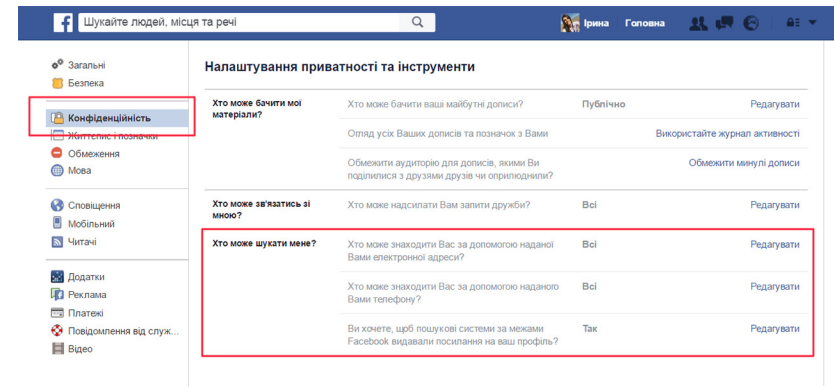 Шукайте людей, місця та речі
Ірина Головна
Загальні
Безпека
Конфіденційність
Життєпис і позначки
Обмеження
Мова
Сповіщення
Мобільний
Читачі
Додатки
Реклама
Платежі
Повідомлення від служ...
Відео
Налаштування приватності та інструменти
Хто може бачити мої
матеріали?
Хто може бачити ваші майбутні дописи? Публічно Редагувати
Огляд усіх Ваших дописів та позначок з Вами Використайте журнал активності
Обмежити аудиторію для дописів, якими Ви
поділилися з друзями друзів чи оприлюднили?
Обмежити минулі дописи
Хто може зв'язатись зі
мною?
Хто може надсилати Вам запити дружби? Всі Редагувати
Хто може шукати мене?
Хто може знаходити Вас за допомогою наданої
Вами електронної адреси?
Всі Редагувати
Хто може знаходити Вас за допомогою наданого
Вами телефону?
Всі Редагувати
Ви хочете, щоб пошукові системи за межами
Facebook видавали посилання на ваш профіль?
Так Редагувати